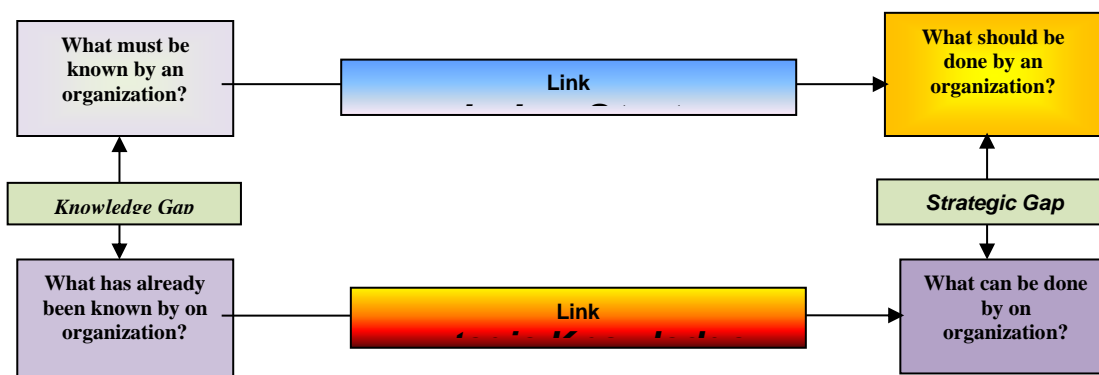 What must be
known by an
organization?
Link
What should be
done by an
organization?
Knowledge Gap
Strategic Gap
What has already
been known by on
organization?
Link
What can be done
by on
organization?